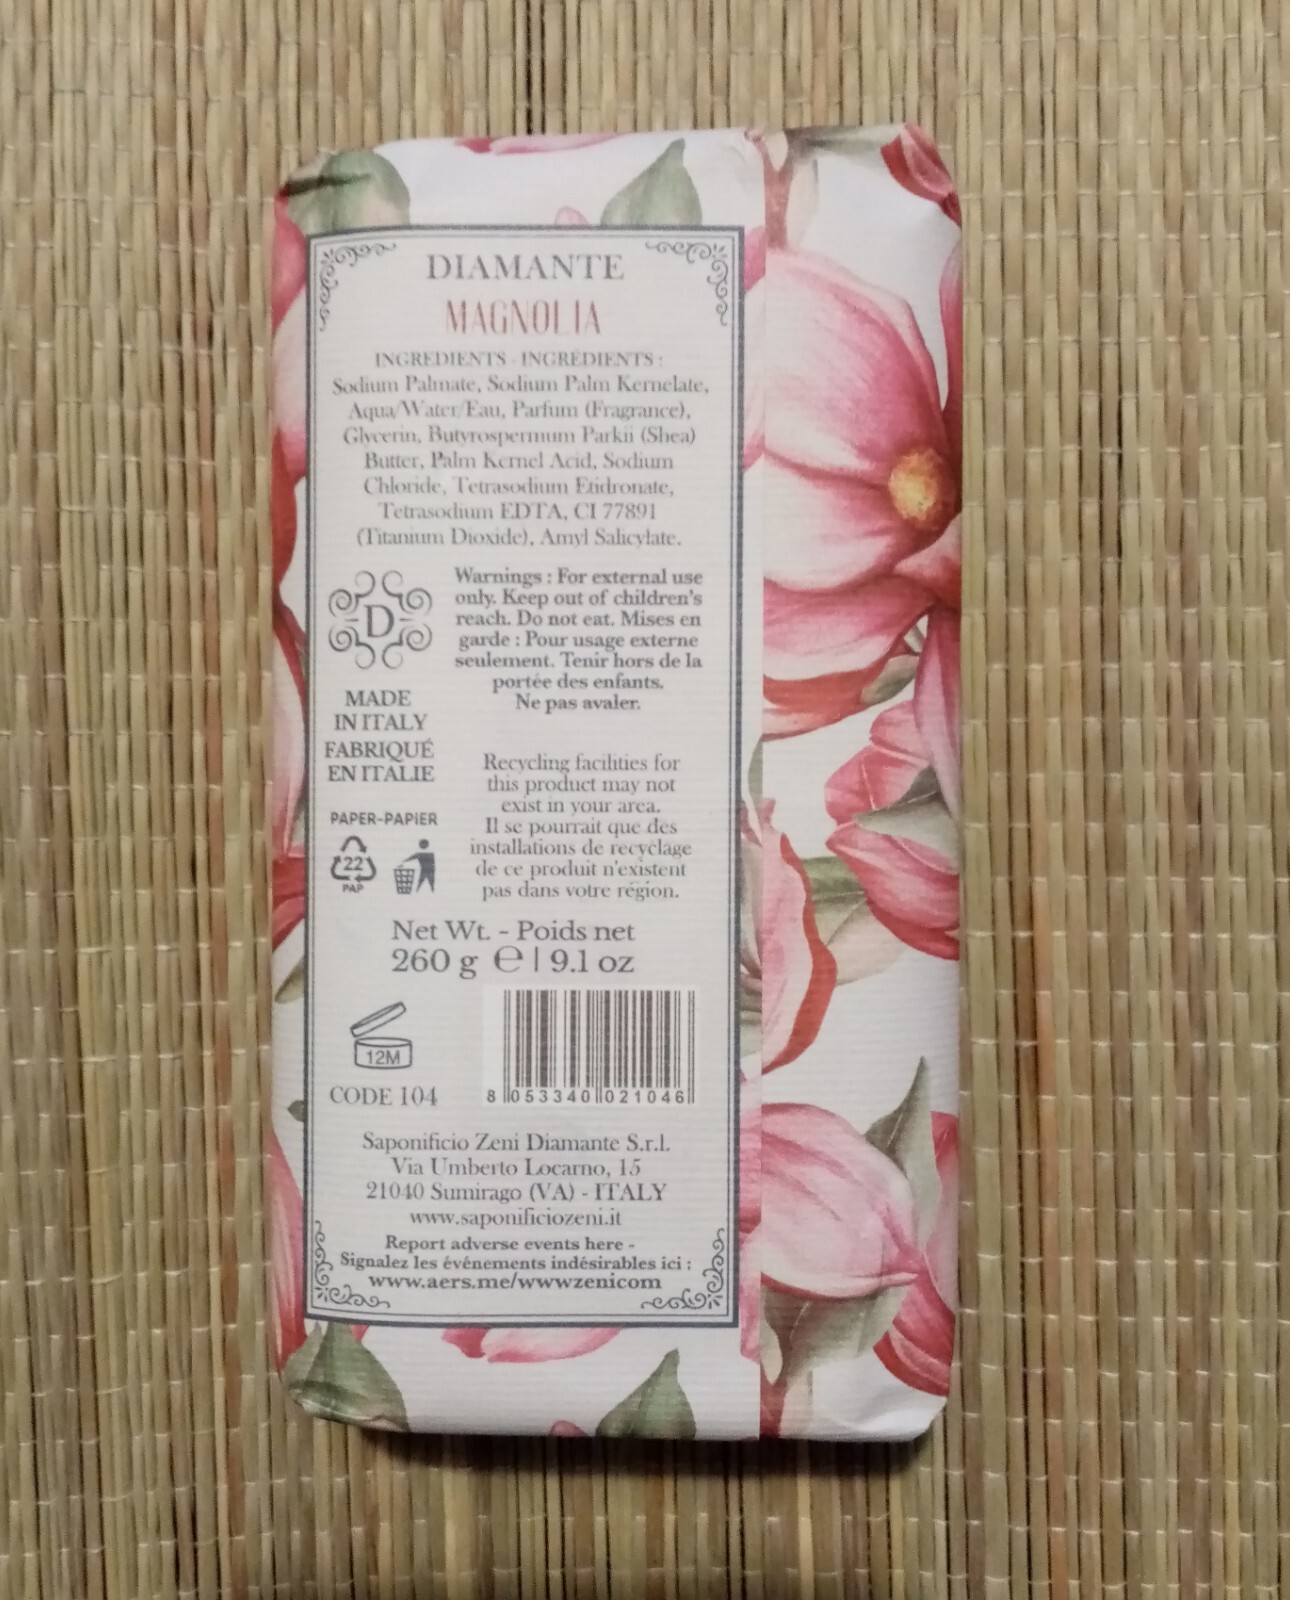 DIAMANTE
MAGNOLIA
INGREDIENTS - INGRÉDIENTS :
Sodium Palmate, Sodium Palm Kernelate,
Aqua/Water/Eau, Parfum (Fragrance),
Glycerin, Butyrospermum Parkii (Shea)
Butter, Palm Kernel Acid, Sodium
Chloride, Tetrasodium Etidronate,
Tetrasodium EDTA, CI 77891
(Titanium Dioxide), Amyl Salicylate.
D
Warnings : For external use
only. Keep out of children's
reach. Do not eat. Mises en
garde : Pour usage externe
seulement. Tenir hors de la
portée des enfants.
Ne pas avaler.
MADE
IN ITALY
FABRIQUÉ
EN ITALIE
Recycling facilities for
this product may not
exist in your area.
Il se pourrait que des
installations de recyclage
de ce produit n'existent
pas dans votre région.
PAPER-PAPIER
22
PAP
Net Wt. - Poids net
260 g ℮ | 9.1 oz
12M
CODE 104
8 053340 021046
Saponificio Zeni Diamante S.r.l.
Via Umberto Locarno, 15
21040 Sumirago (VA) - ITALY
www.saponificiozeni.it
Report adverse events here -
Signalez les événements indésirables ici :
www.aers.me/wwwzenicom